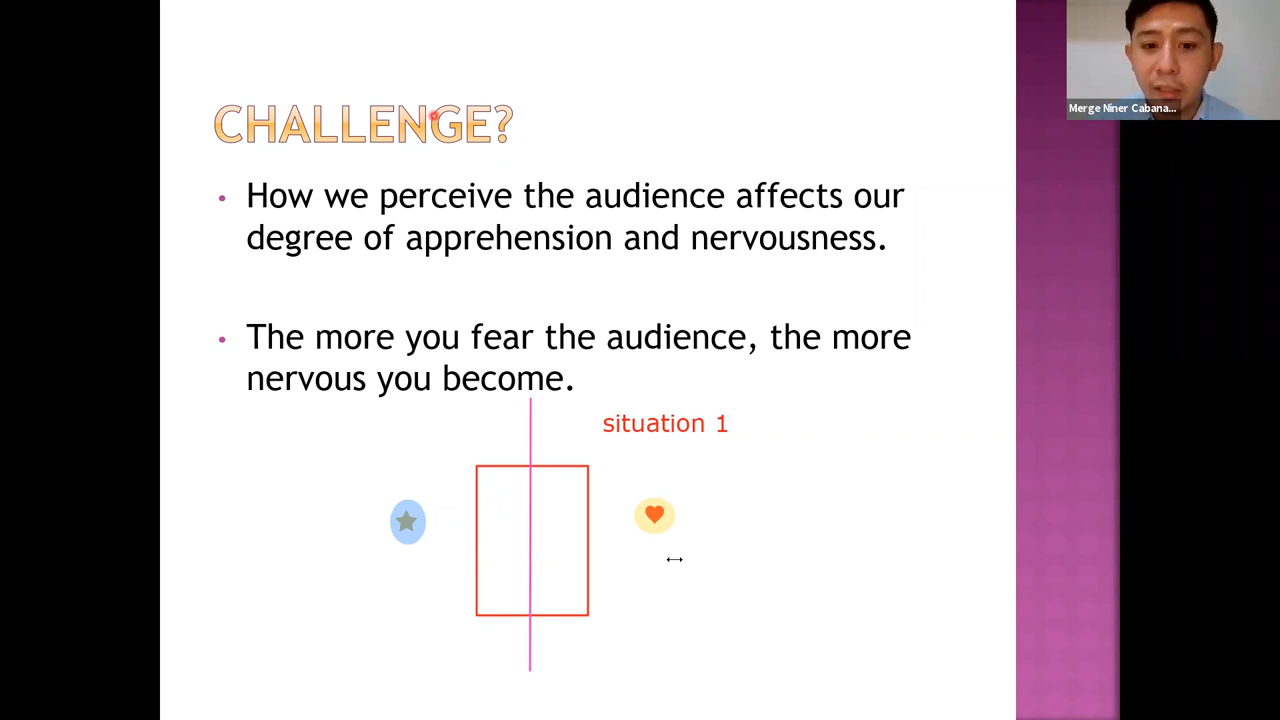 CHALLENGE?
• How we perceive the audience affects our
degree of apprehension and nervousness.
• The more you fear the audience, the more
nervous you become.
situation 1
Merge Niner Cabana...